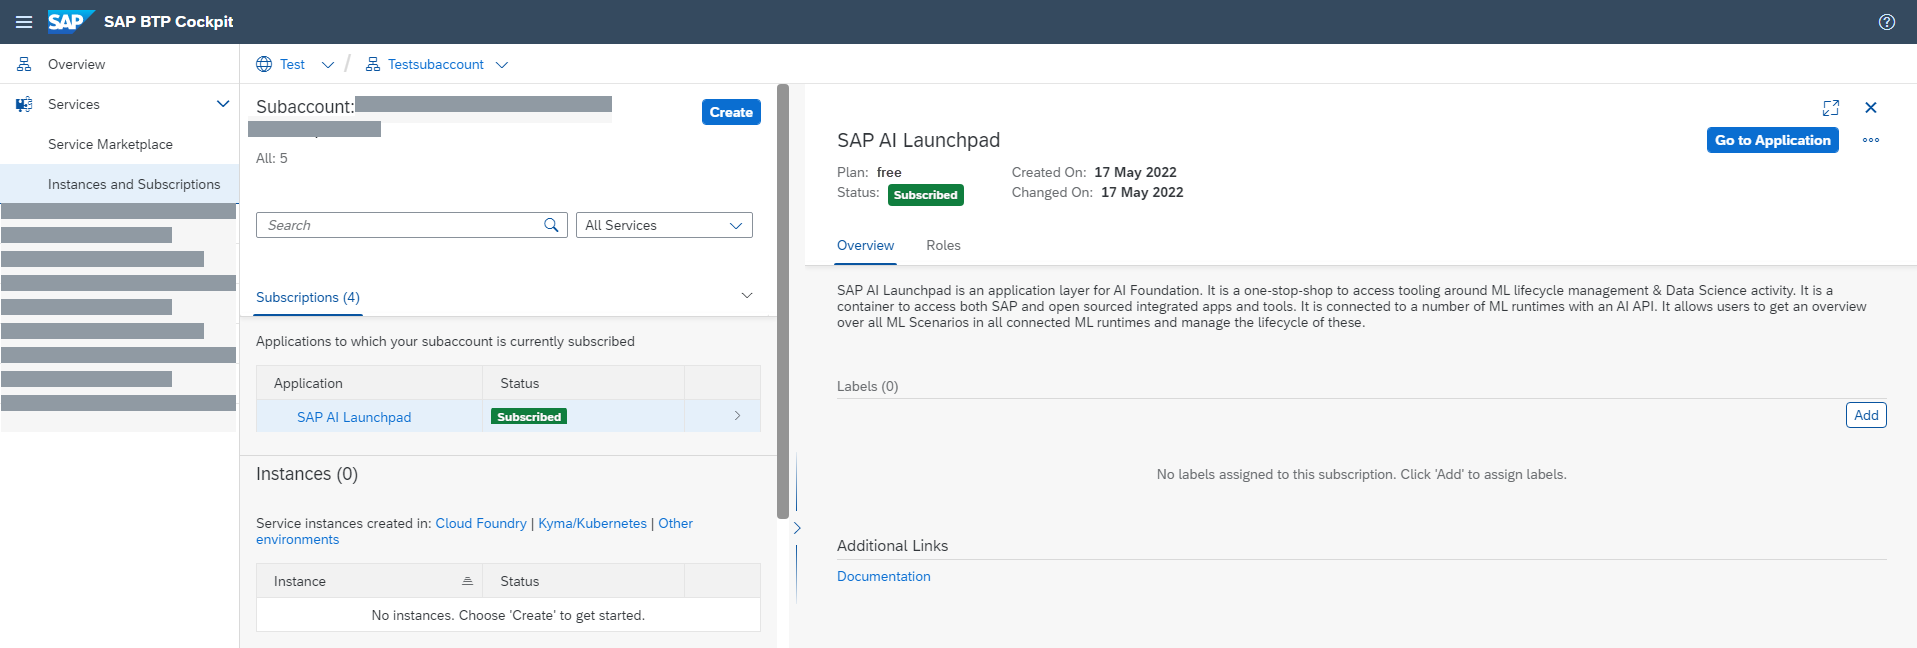 SAP SAP BTP Cockpit
Overview
Services
Service Marketplace
Instances and Subscriptions
Test / Testsubaccount
Subaccount:
Create
All: 5
Search
All Services
Subscriptions (4)
Applications to which your subaccount is currently subscribed
Application Status
SAP AI Launchpad Subscribed
Instances (0)
Service instances created in: Cloud Foundry | Kyma/Kubernetes | Other
environments
Instance Status
No instances. Choose 'Create' to get started.
SAP AI Launchpad
Go to Application
Plan: free
Created On: 17 May 2022
Status: Subscribed
Changed On: 17 May 2022
Overview Roles
SAP AI Launchpad is an application layer for AI Foundation. It is a one-stop-shop to access tooling around ML lifecycle management & Data Science activity. It is a
container to access both SAP and open sourced integrated apps and tools. It is connected to a number of ML runtimes with an AI API. It allows users to get an overview
over all ML Scenarios in all connected ML runtimes and manage the lifecycle of these.
Labels (0)
Add
No labels assigned to this subscription. Click 'Add' to assign labels.
Additional Links
Documentation